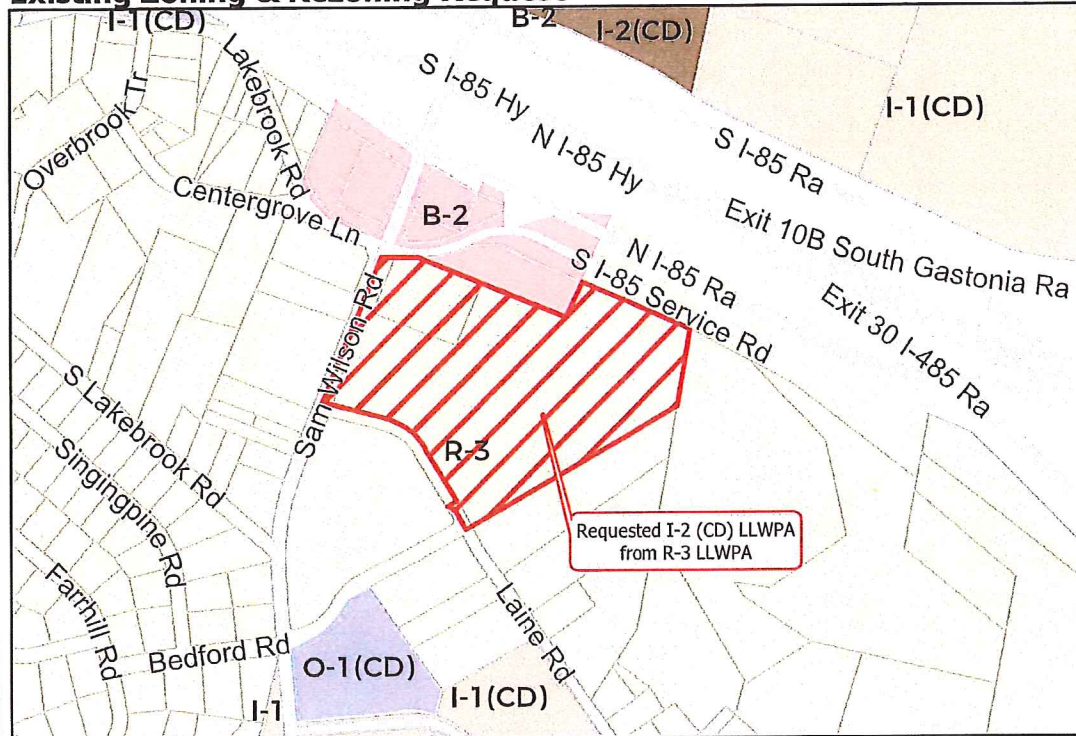 Existing Zoning & Rezoning Request
I-1(CD)
B-2
I-2(CD)
I-1(CD)
Lakebrook Rd
Overbrook Tr
S I-85 Hy
N I-85 Hy
S I-85 Ra
Centergrove Ln
B-2
Exit 10B South Gastonia Ra
N I-85 Ra
S I-85 Service Rd
Exit 30 I-485 Ra
Sam Wilson Rd
S Lakebrook Rd
R-3
Singingpine Rd
Requested I-2 (CD) LLWPA
from R-3 LLWPA
Farrhill Rd
Laine Rd
Bedford Rd
O-1(CD)
I-1(CD)
I-1